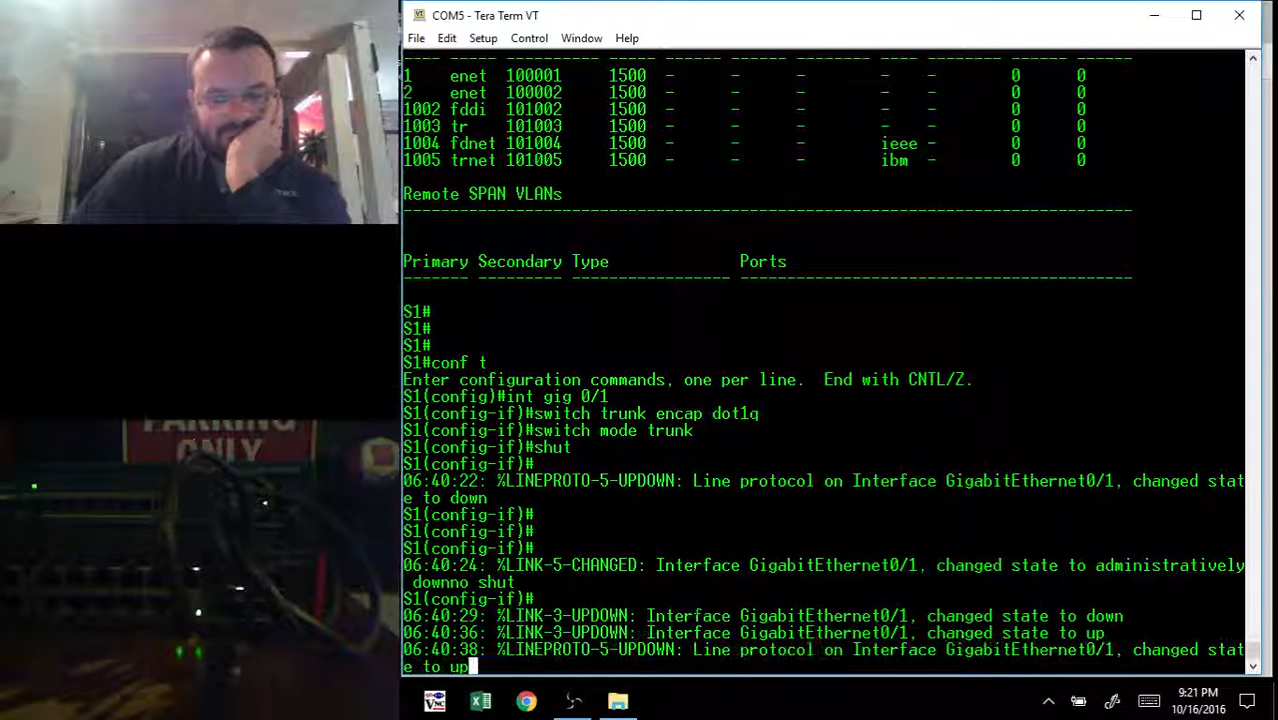 COM5 - Tera Term VT
File Edit Setup Control Window Help
---- ----- ---------- ----- ------ ------ -------- ---- -------- ------ ------
1 enet 100001 1500 - - - - - 0 0
2 enet 100002 1500 - - - - - 0 0
1002 fddi 101002 1500 - - - - - 0 0
1003 tr 101003 1500 - - - - - 0 0
1004 fdnet 101004 1500 - - - ieee - 0 0
1005 trnet 101005 1500 - - - ibm - 0 0
Remote SPAN VLANs
------------------------------------------------------------------------------
Primary Secondary Type Ports
------- --------- ----------------- ------------------------------------------
S1#
S1#
S1#
S1#conf t
Enter configuration commands, one per line. End with CNTL/Z.
S1(config)#int gig 0/1
S1(config-if)#switch trunk encap dot1q
S1(config-if)#switch mode trunk
S1(config-if)#shut
S1(config-if)#
06:40:22: %LINEPROTO-5-UPDOWN: Line protocol on Interface GigabitEthernet0/1, changed stat
e to down
S1(config-if)#
S1(config-if)#
S1(config-if)#
06:40:24: %LINK-5-CHANGED: Interface GigabitEthernet0/1, changed state to administratively
downno shut
S1(config-if)#
06:40:29: %LINK-3-UPDOWN: Interface GigabitEthernet0/1, changed state to down
06:40:36: %LINK-3-UPDOWN: Interface GigabitEthernet0/1, changed state to up
06:40:38: %LINEPROTO-5-UPDOWN: Line protocol on Interface GigabitEthernet0/1, changed stat
e to up
PARKING
ONLY
VNC
9:21 PM
10/16/2016